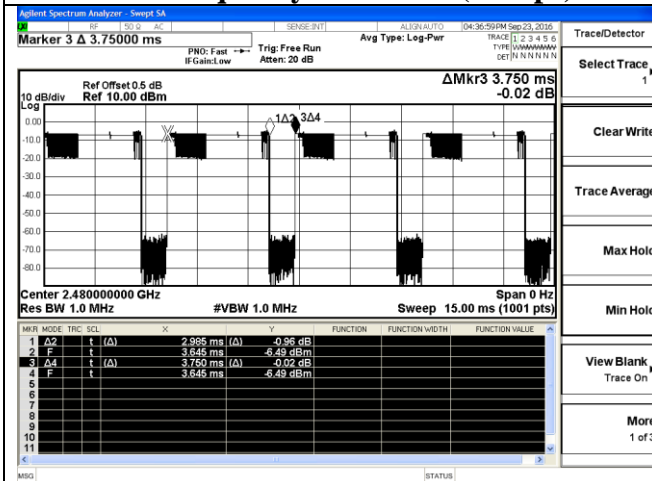 Agilent Spectrum Analyzer - Swept SA
RF 50 Ω AC SENSE:INT ALIGN AUTO 04:36:59 PM Sep 23, 2016
Marker 3 Δ 3.75000 ms
PNO: Fast
IFGain:Low
Trig: Free Run
Atten: 20 dB
Avg Type: Log-Pwr
TRACE 1 2 3 4 5 6
TYPE WWWWWW
DET N N N N N N
Trace/Detector
Select Trace
1
Clear Write
Trace Average
Max Hold
Min Hold
View Blank
Trace On
More
1 of 3
ΔMkr3 3.750 ms
-0.02 dB
Ref Offset 0.5 dB
10 dB/div Ref 10.00 dBm
Log
0.00
-10.0
-20.0
-30.0
-40.0
-50.0
-60.0
-70.0
-80.0
1Δ2 3Δ4
Center 2.480000000 GHz Span 0 Hz
Res BW 1.0 MHz #VBW 1.0 MHz Sweep 15.00 ms (1001 pts)
MKR MODE TRC SCL X Y FUNCTION FUNCTION WIDTH FUNCTION VALUE
1 Δ2 t (Δ) 2.985 ms (Δ) -0.96 dB
2 F t 3.645 ms -6.49 dBm
3 Δ4 t (Δ) 3.750 ms (Δ) -0.02 dB
4 F t 3.645 ms -6.49 dBm
5
6
7
8
9
10
11
MSG STATUS